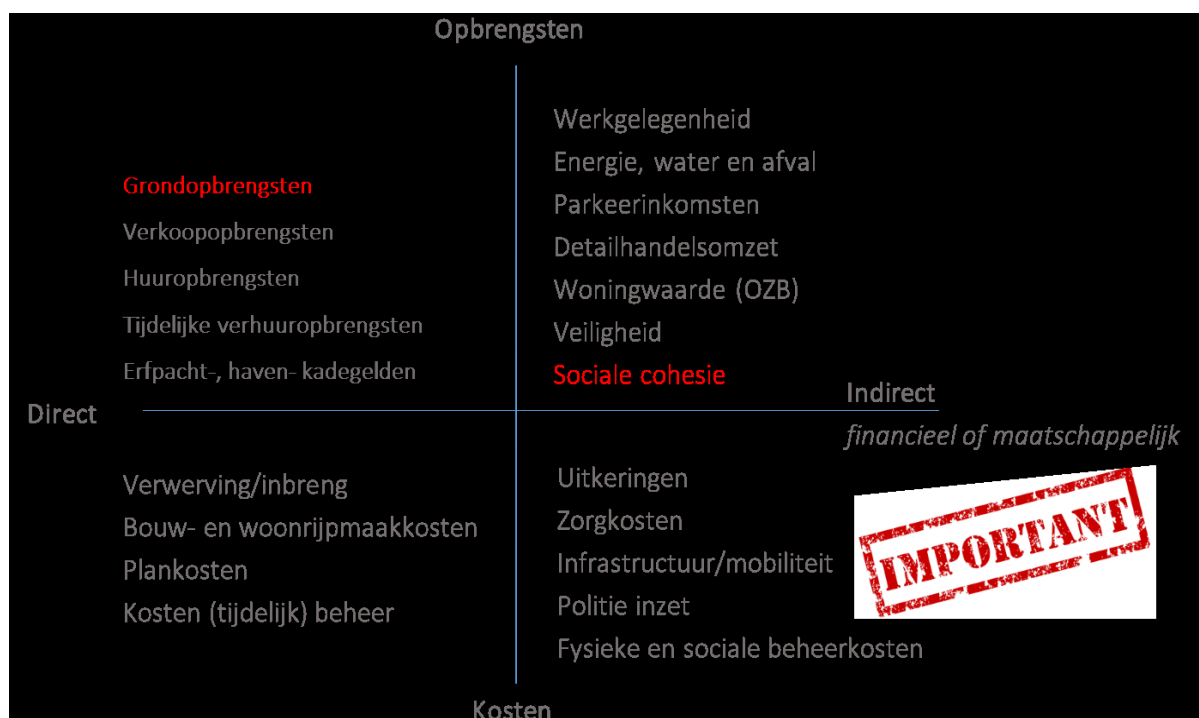 Opbrengsten
Grondopbrengsten
Verkoopopbrengsten
Huuropbrengsten
Tijdelijke verhuuropbrengsten
Erfpacht-, haven- kadegelden
Werkgelegenheid
Energie, water en afval
Parkeerinkomsten
Detailhandelsomzet
Woningwaarde (OZB)
Veiligheid
Sociale cohesie
Direct
Indirect
financieel of maatschappelijk
Verwerving/inbreng
Bouw- en woonrijpmaakkosten
Plankosten
Kosten (tijdelijk) beheer
Uitkeringen
Zorgkosten
Infrastructuur/mobiliteit
Politie inzet
Fysieke en sociale beheerkosten
IMPORTANT
Kosten